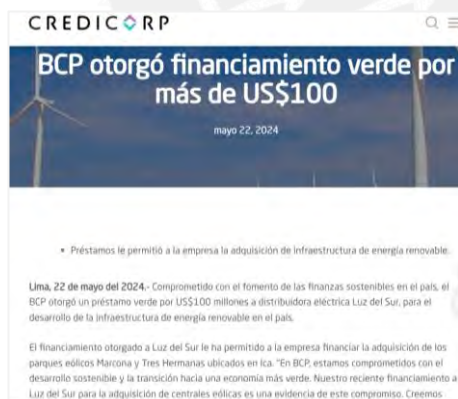 CREDICORP
BCP otorgó financiamiento verde por
más de US$100
mayo 22, 2024
• Préstamos le permitió a la empresa la adquisición de infraestructura de energía renovable.
Lima, 22 de mayo del 2024.- Comprometido con el fomento de las finanzas sostenibles en el país, el
BCP otorgó un préstamo verde por US$100 millones a distribuidora eléctrica Luz del Sur, para el
desarrollo de la infraestructura de energía renovable en el país.
El financiamiento otorgado a Luz del Sur le ha permitido a la empresa financiar la adquisición de los
parques eólicos Marcona y Tres Hermanas ubicados en Ica. "En BCP, estamos comprometidos con el
desarrollo sostenible y la transición hacia una economía más verde. Nuestro reciente financiamiento a
Luz del Sur para la adquisición de centrales eólicas es una evidencia de este compromiso. Creemos